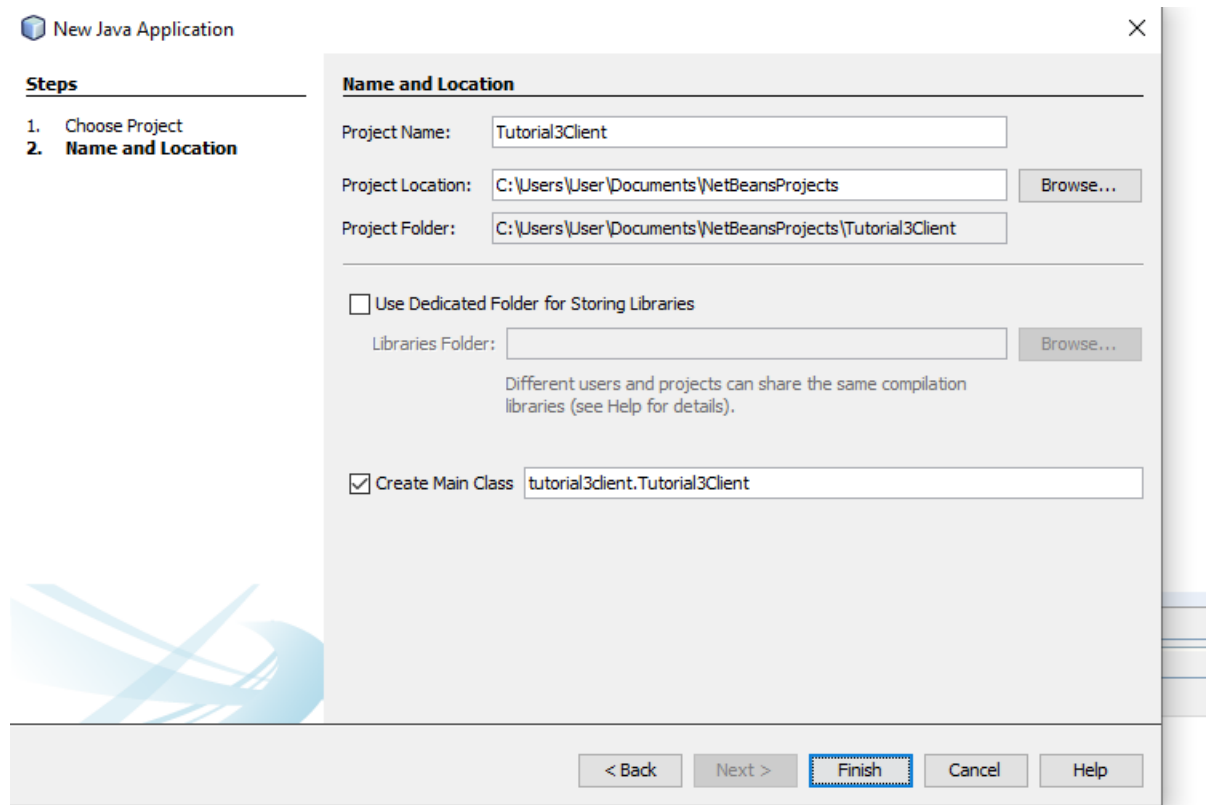 New Java Application
Steps
1. Choose Project
2. Name and Location
Name and Location
Project Name: Tutorial3Client
Project Location: C:\Users\User\Documents\NetBeansProjects Browse...
Project Folder: C:\Users\User\Documents\NetBeansProjects\Tutorial3Client
Use Dedicated Folder for Storing Libraries
Libraries Folder: Browse...
Different users and projects can share the same compilation
libraries (see Help for details).
Create Main Class tutorial3client.Tutorial3Client
< Back Next > Finish Cancel Help